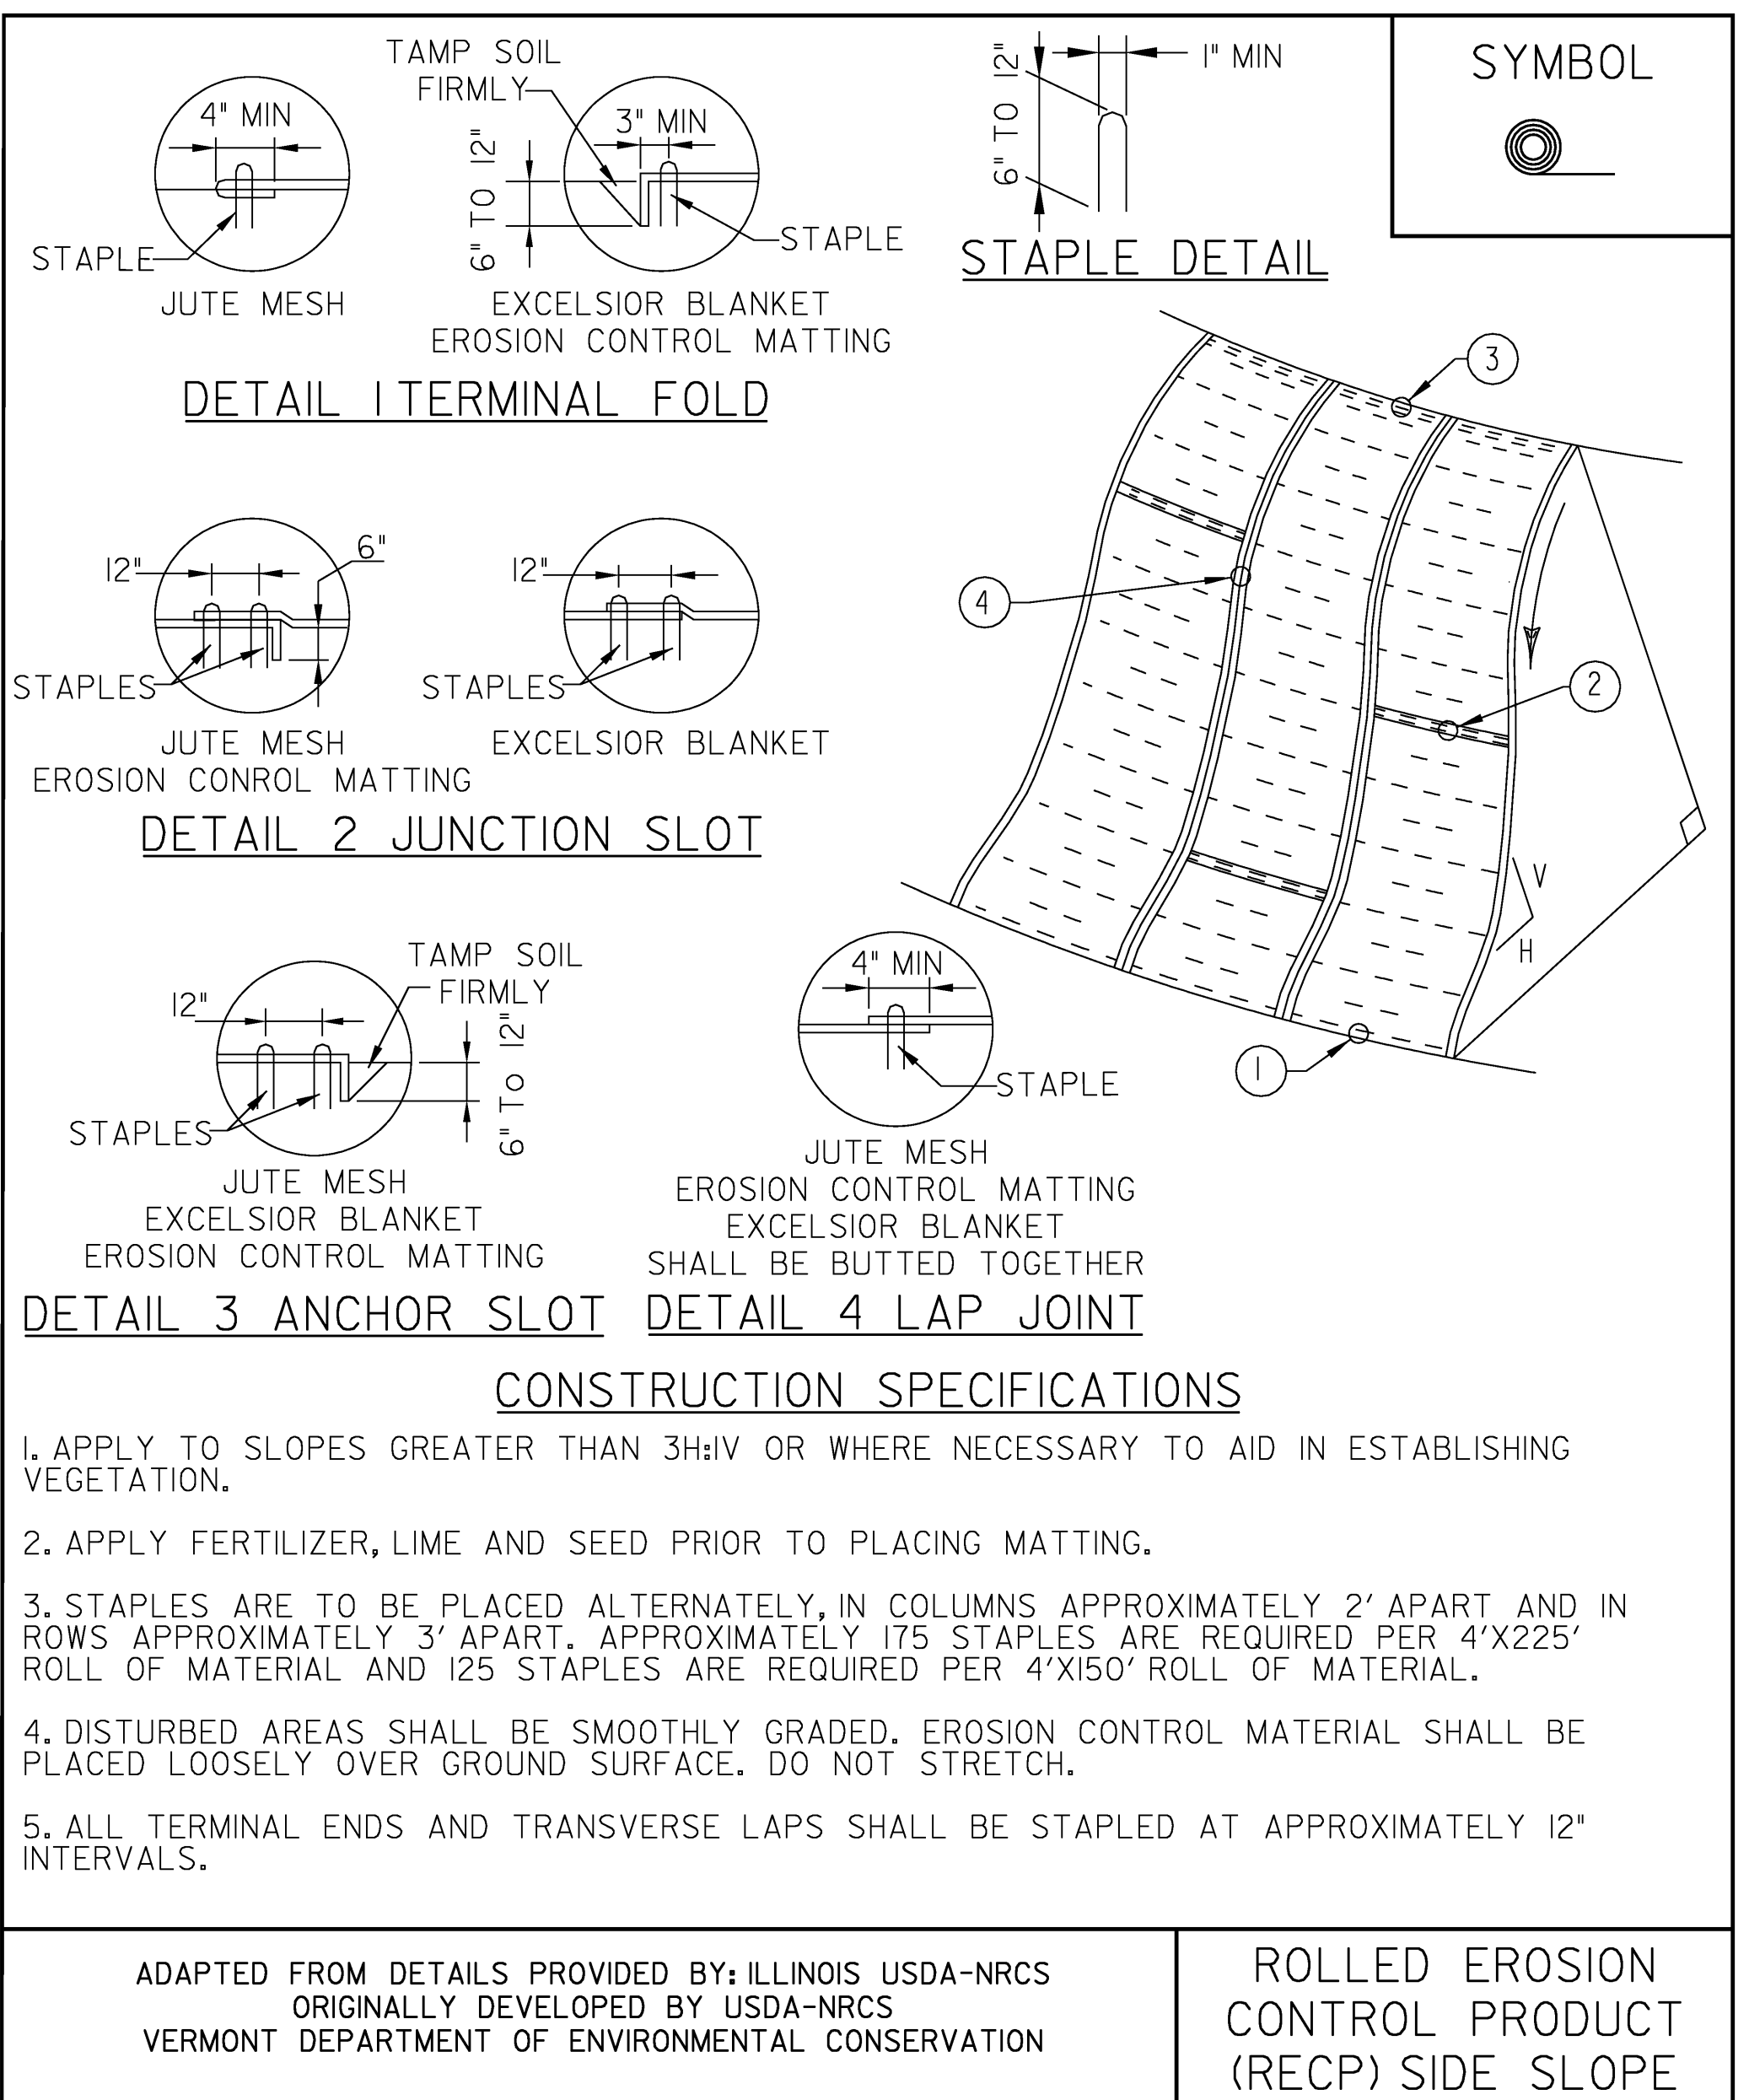 TAMP SOIL
FIRMLY
4" MIN
3" MIN
6" TO 12"
STAPLE
STAPLE
JUTE MESH
EXCELSIOR BLANKET
EROSION CONTROL MATTING
DETAIL 1 TERMINAL FOLD
6" TO 12"
1" MIN
STAPLE DETAIL
SYMBOL
12"
6"
STAPLES
JUTE MESH
EROSION CONROL MATTING
12"
STAPLES
EXCELSIOR BLANKET
DETAIL 2 JUNCTION SLOT
3
4
2
1
V
H
TAMP SOIL
FIRMLY
12"
6" TO 12"
STAPLES
JUTE MESH
EXCELSIOR BLANKET
EROSION CONTROL MATTING
DETAIL 3 ANCHOR SLOT
4" MIN
STAPLE
JUTE MESH
EROSION CONTROL MATTING
EXCELSIOR BLANKET
SHALL BE BUTTED TOGETHER
DETAIL 4 LAP JOINT
CONSTRUCTION SPECIFICATIONS
1. APPLY TO SLOPES GREATER THAN 3H:1V OR WHERE NECESSARY TO AID IN ESTABLISHING
VEGETATION.
2. APPLY FERTILIZER, LIME AND SEED PRIOR TO PLACING MATTING.
3. STAPLES ARE TO BE PLACED ALTERNATELY, IN COLUMNS APPROXIMATELY 2' APART AND IN
ROWS APPROXIMATELY 3' APART. APPROXIMATELY 175 STAPLES ARE REQUIRED PER 4'X225'
ROLL OF MATERIAL AND 125 STAPLES ARE REQUIRED PER 4'X150' ROLL OF MATERIAL.
4. DISTURBED AREAS SHALL BE SMOOTHLY GRADED. EROSION CONTROL MATERIAL SHALL BE
PLACED LOOSELY OVER GROUND SURFACE. DO NOT STRETCH.
5. ALL TERMINAL ENDS AND TRANSVERSE LAPS SHALL BE STAPLED AT APPROXIMATELY 12"
INTERVALS.
ADAPTED FROM DETAILS PROVIDED BY: ILLINOIS USDA-NRCS
ORIGINALLY DEVELOPED BY USDA-NRCS
VERMONT DEPARTMENT OF ENVIRONMENTAL CONSERVATION
ROLLED EROSION
CONTROL PRODUCT
(RECP) SIDE SLOPE